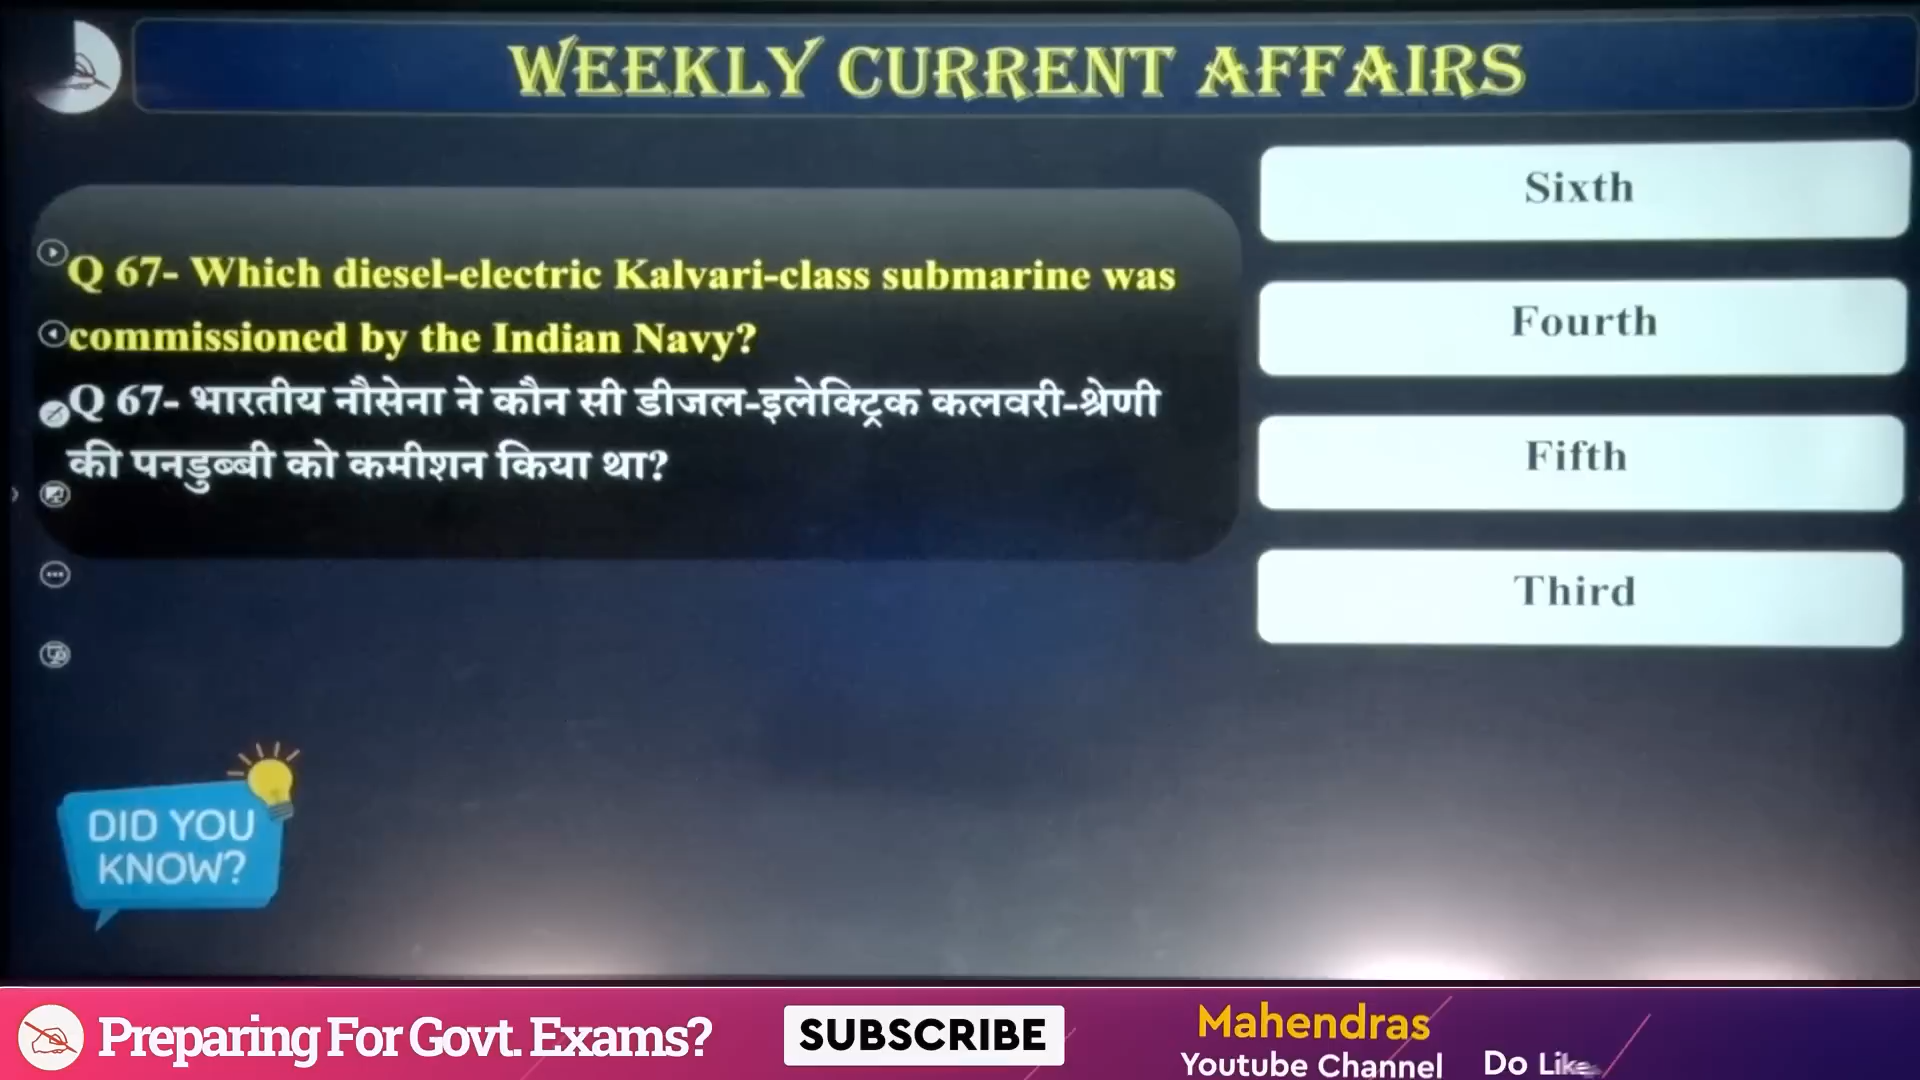 WEEKLY CURRENT AFFAIRS
Q 67- Which diesel-electric Kalvari-class submarine was
commissioned by the Indian Navy?
Q 67- भारतीय नौसेना ने कौन सी डीजल-इलेक्ट्रिक कलवरी-श्रेणी
की पनडुब्बी को कमीशन किया था?
Sixth
Fourth
Fifth
Third
DID YOU
KNOW?
Preparing For Govt. Exams?
SUBSCRIBE
Mahendras
Youtube Channel
Do Like